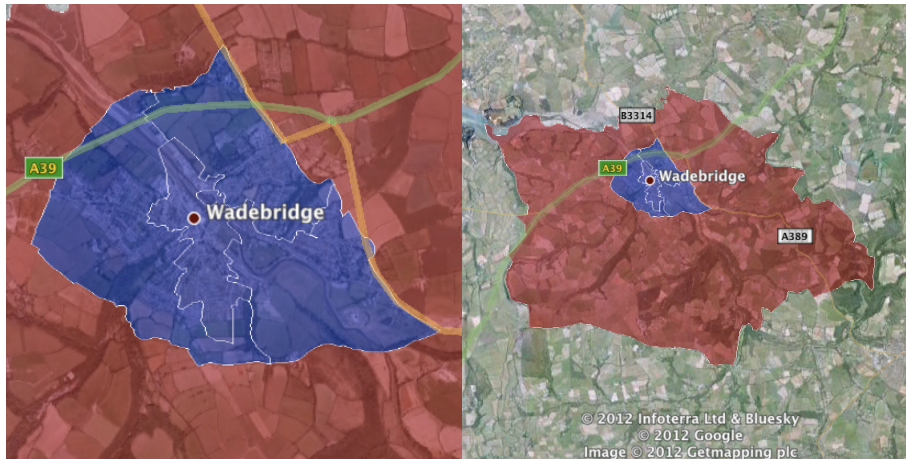 A39
Wadebridge
B3314
A39
Wadebridge
A389
© 2012 Infoterra Ltd & Bluesky
© 2012 Google
Image © 2012 Getmapping plc